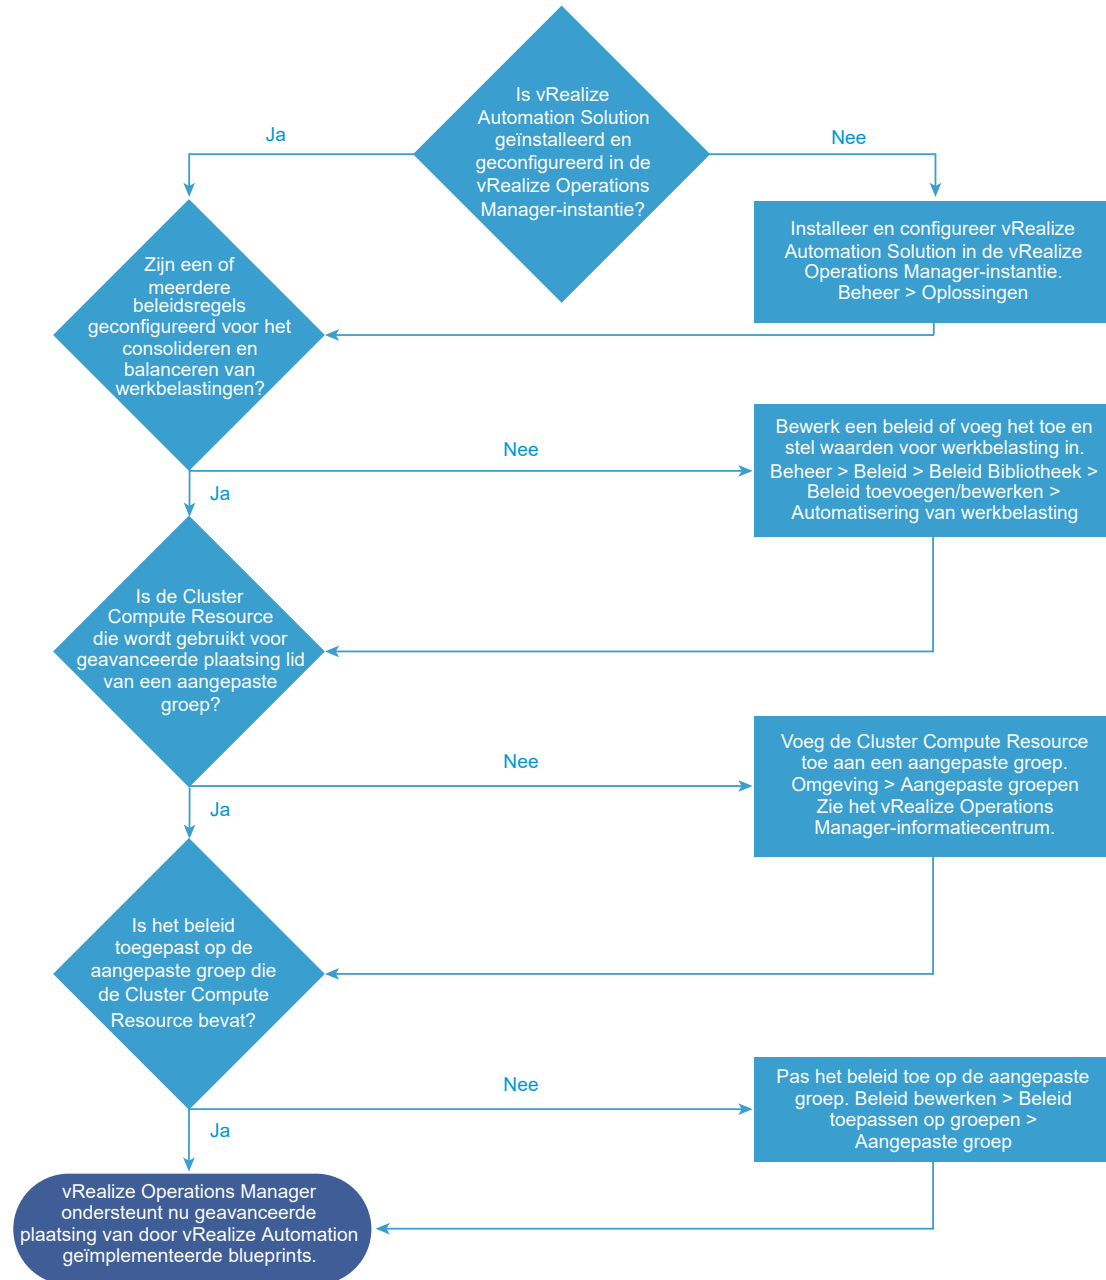 Is vRealize
Automation Solution
geïnstalleerd en
geconfigureerd in de
vRealize Operations
Manager-instantie?
Ja
Nee
Installeer en configureer vRealize
Automation Solution in de vRealize
Operations Manager-instantie.
Beheer > Oplossingen
Zijn een of
meerdere
beleidsregels
geconfigureerd voor het
consolideren en
balanceren van
werkbelastingen?
Nee
Ja
Bewerk een beleid of voeg het toe en
stel waarden voor werkbelasting in.
Beheer > Beleid > Beleid Bibliotheek >
Beleid toevoegen/bewerken >
Automatisering van werkbelasting
Is de Cluster
Compute Resource
die wordt gebruikt voor
geavanceerde plaatsing lid
van een aangepaste
groep?
Nee
Ja
Voeg de Cluster Compute Resource
toe aan een aangepaste groep.
Omgeving > Aangepaste groepen
Zie het vRealize Operations
Manager-informatiecentrum.
Is het beleid
toegepast op de
aangepaste groep die
de Cluster Compute
Resource bevat?
Nee
Ja
Pas het beleid toe op de aangepaste
groep. Beleid bewerken > Beleid
toepassen op groepen >
Aangepaste groep
vRealize Operations Manager
ondersteunt nu geavanceerde
plaatsing van door vRealize Automation
geïmplementeerde blueprints.